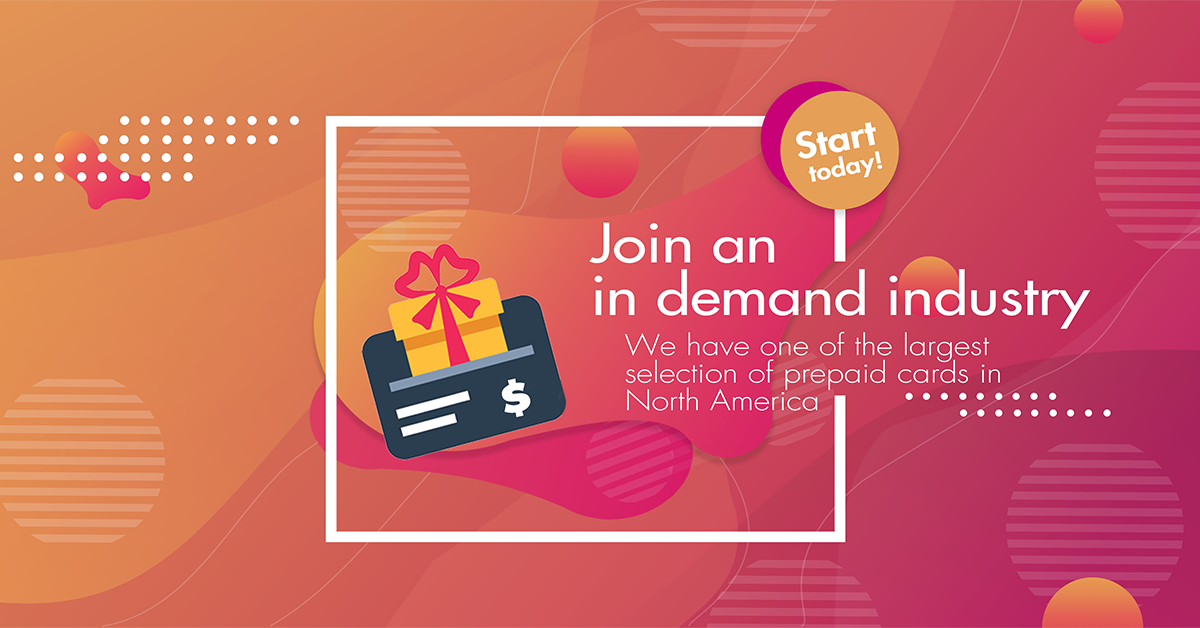 Start
today!
Join an
in demand industry
We have one of the largest
selection of prepaid cards in
North America
$